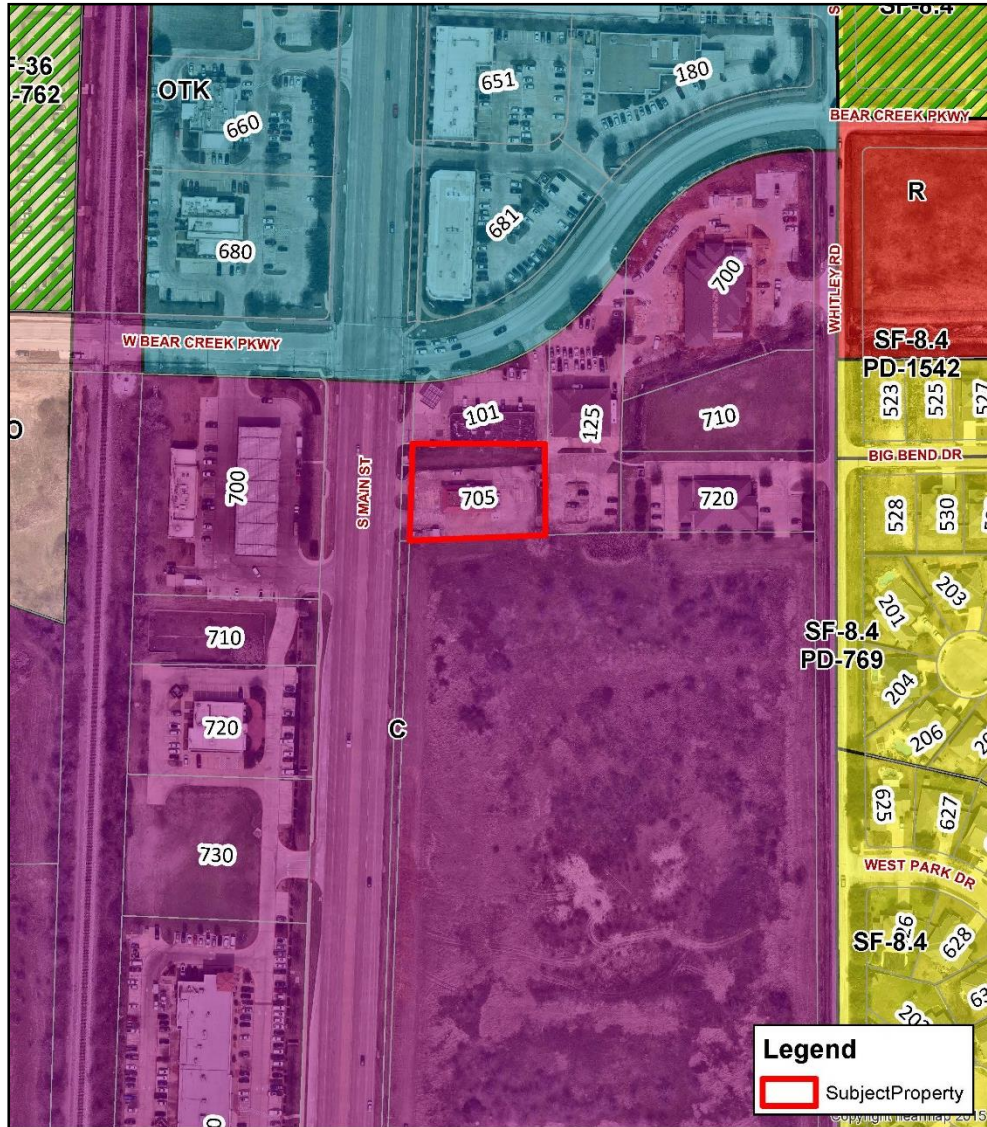 SF-8.4
F-36
-762
OTK
660
651
180
BEAR CREEK PKWY
R
680
681
700
WHITLEY RD
W BEAR CREEK PKWY
SF-8.4
PD-1542
523
525
527
O
101
125
710
BIG BEND DR
700
S MAIN ST
705
720
528
530
203
201
710
SF-8.4
PD-769
204
720
C
206
625
627
730
WEST PARK DR
SF-8.4
628
Legend
SubjectProperty